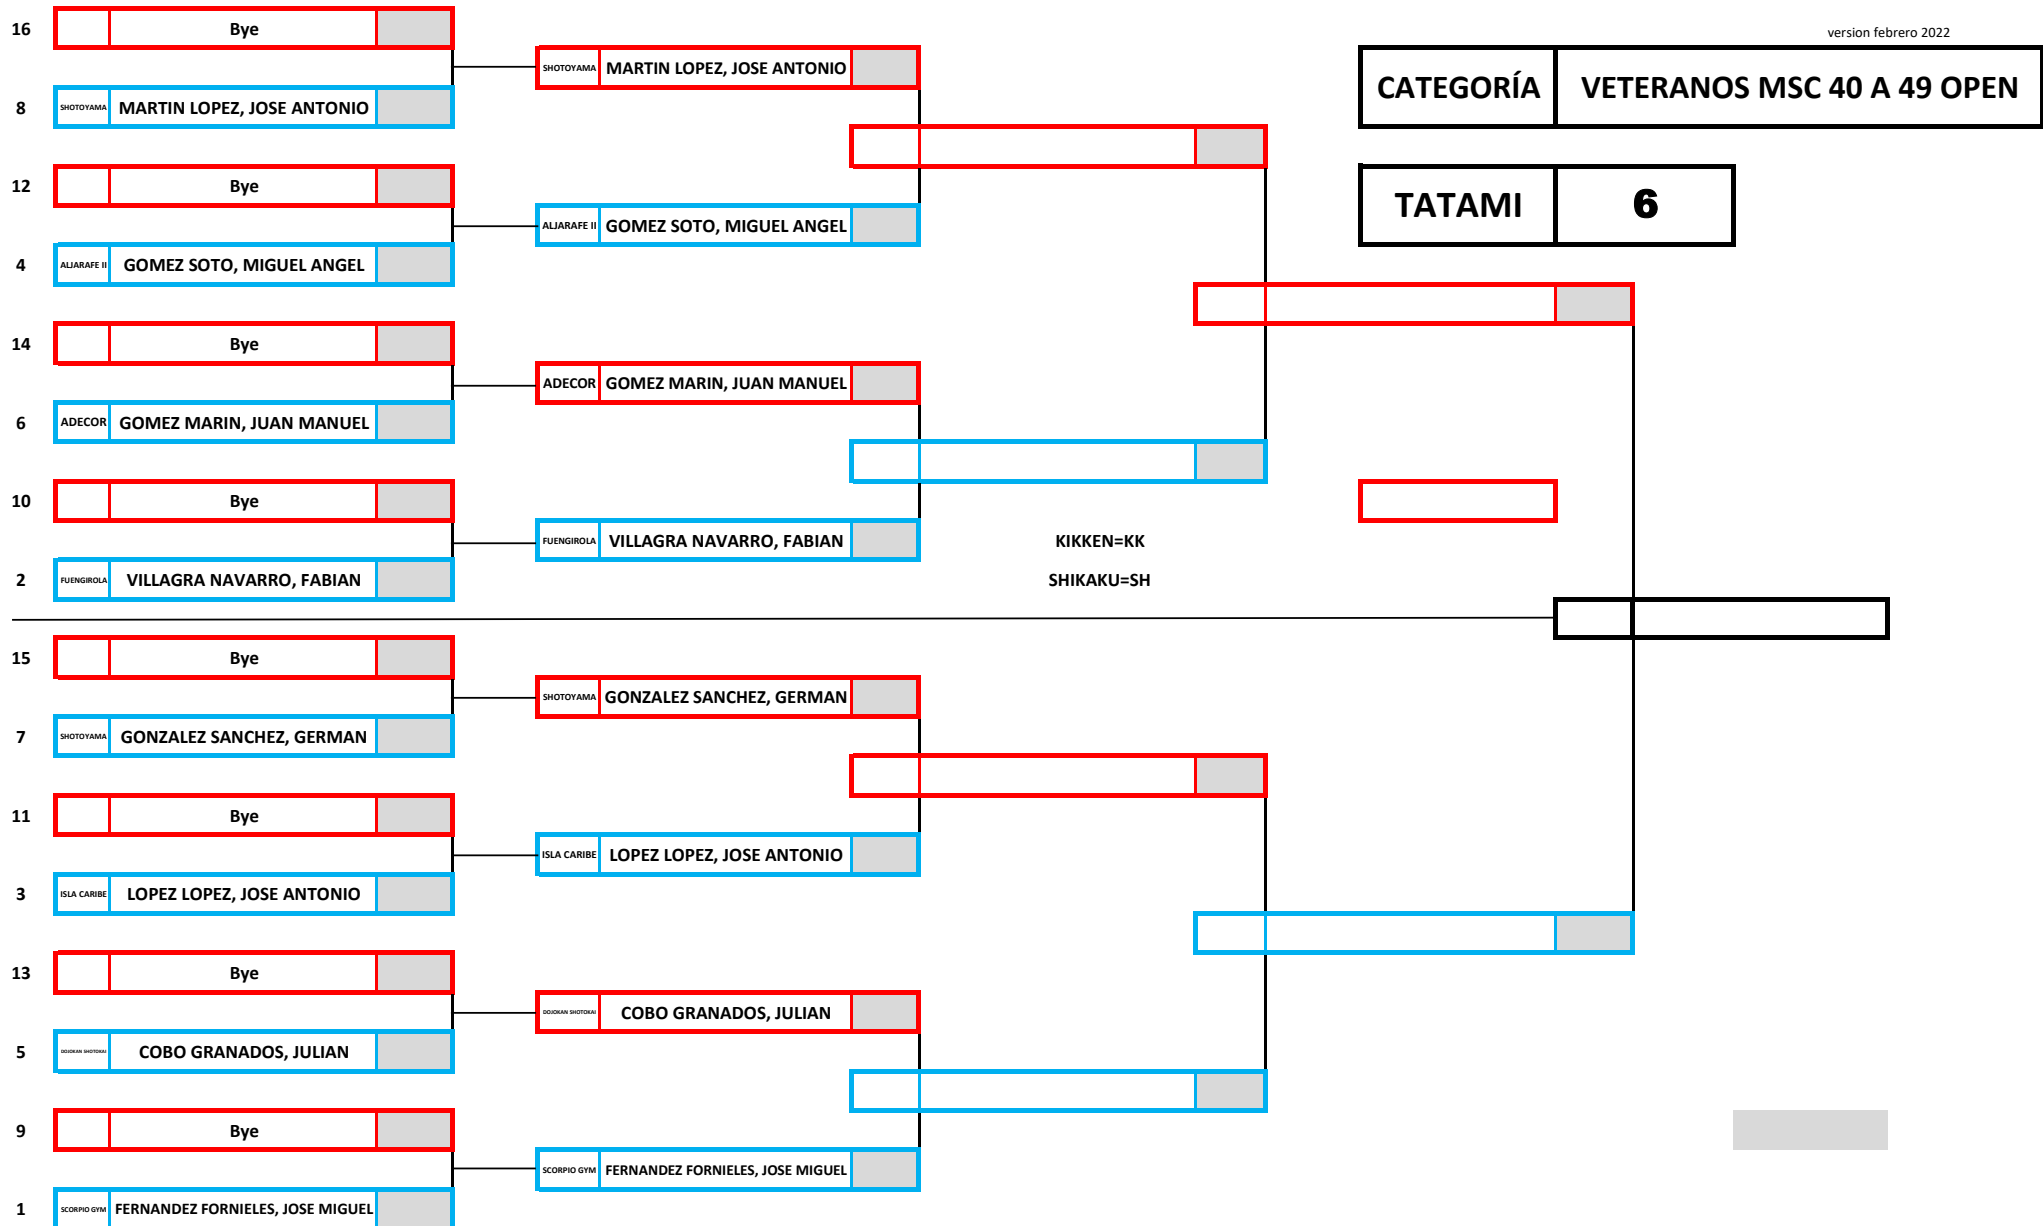 version febrero 2022
16 Bye
SHOTOYAMA MARTIN LOPEZ, JOSE ANTONIO
CATEGORÍA VETERANOS MSC 40 A 49 OPEN
8 SHOTOYAMA MARTIN LOPEZ, JOSE ANTONIO
12 Bye
TATAMI 6
ALJARAFE II GOMEZ SOTO, MIGUEL ANGEL
4 ALJARAFE II GOMEZ SOTO, MIGUEL ANGEL
14 Bye
ADECOR GOMEZ MARIN, JUAN MANUEL
6 ADECOR GOMEZ MARIN, JUAN MANUEL
10 Bye
FUENGIROLA VILLAGRA NAVARRO, FABIAN
KIKKEN=KK
2 FUENGIROLA VILLAGRA NAVARRO, FABIAN
SHIKAKU=SH
15 Bye
SHOTOYAMA GONZALEZ SANCHEZ, GERMAN
7 SHOTOYAMA GONZALEZ SANCHEZ, GERMAN
11 Bye
ISLA CARIBE LOPEZ LOPEZ, JOSE ANTONIO
3 ISLA CARIBE LOPEZ LOPEZ, JOSE ANTONIO
13 Bye
DOJOKAN SHOTOKAI COBO GRANADOS, JULIAN
5 DOJOKAN SHOTOKAI COBO GRANADOS, JULIAN
9 Bye
SCORPIO GYM FERNANDEZ FORNIELES, JOSE MIGUEL
1 SCORPIO GYM FERNANDEZ FORNIELES, JOSE MIGUEL